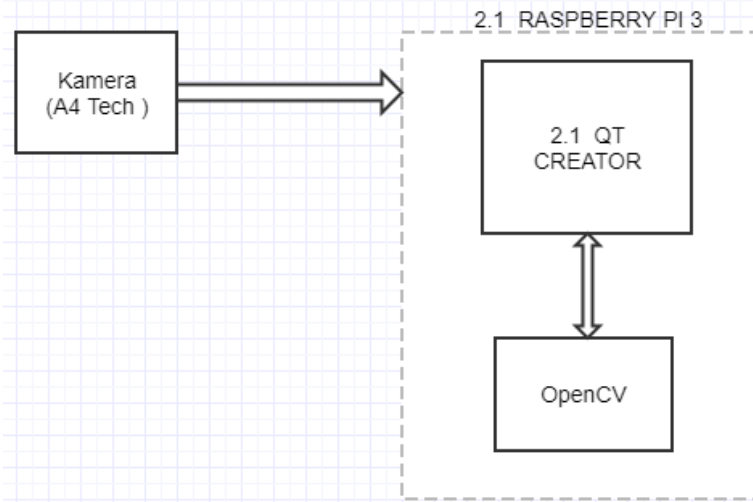 2.1 RASPBERRY PI 3
Kamera
(A4 Tech )
2.1 QT
CREATOR
OpenCV